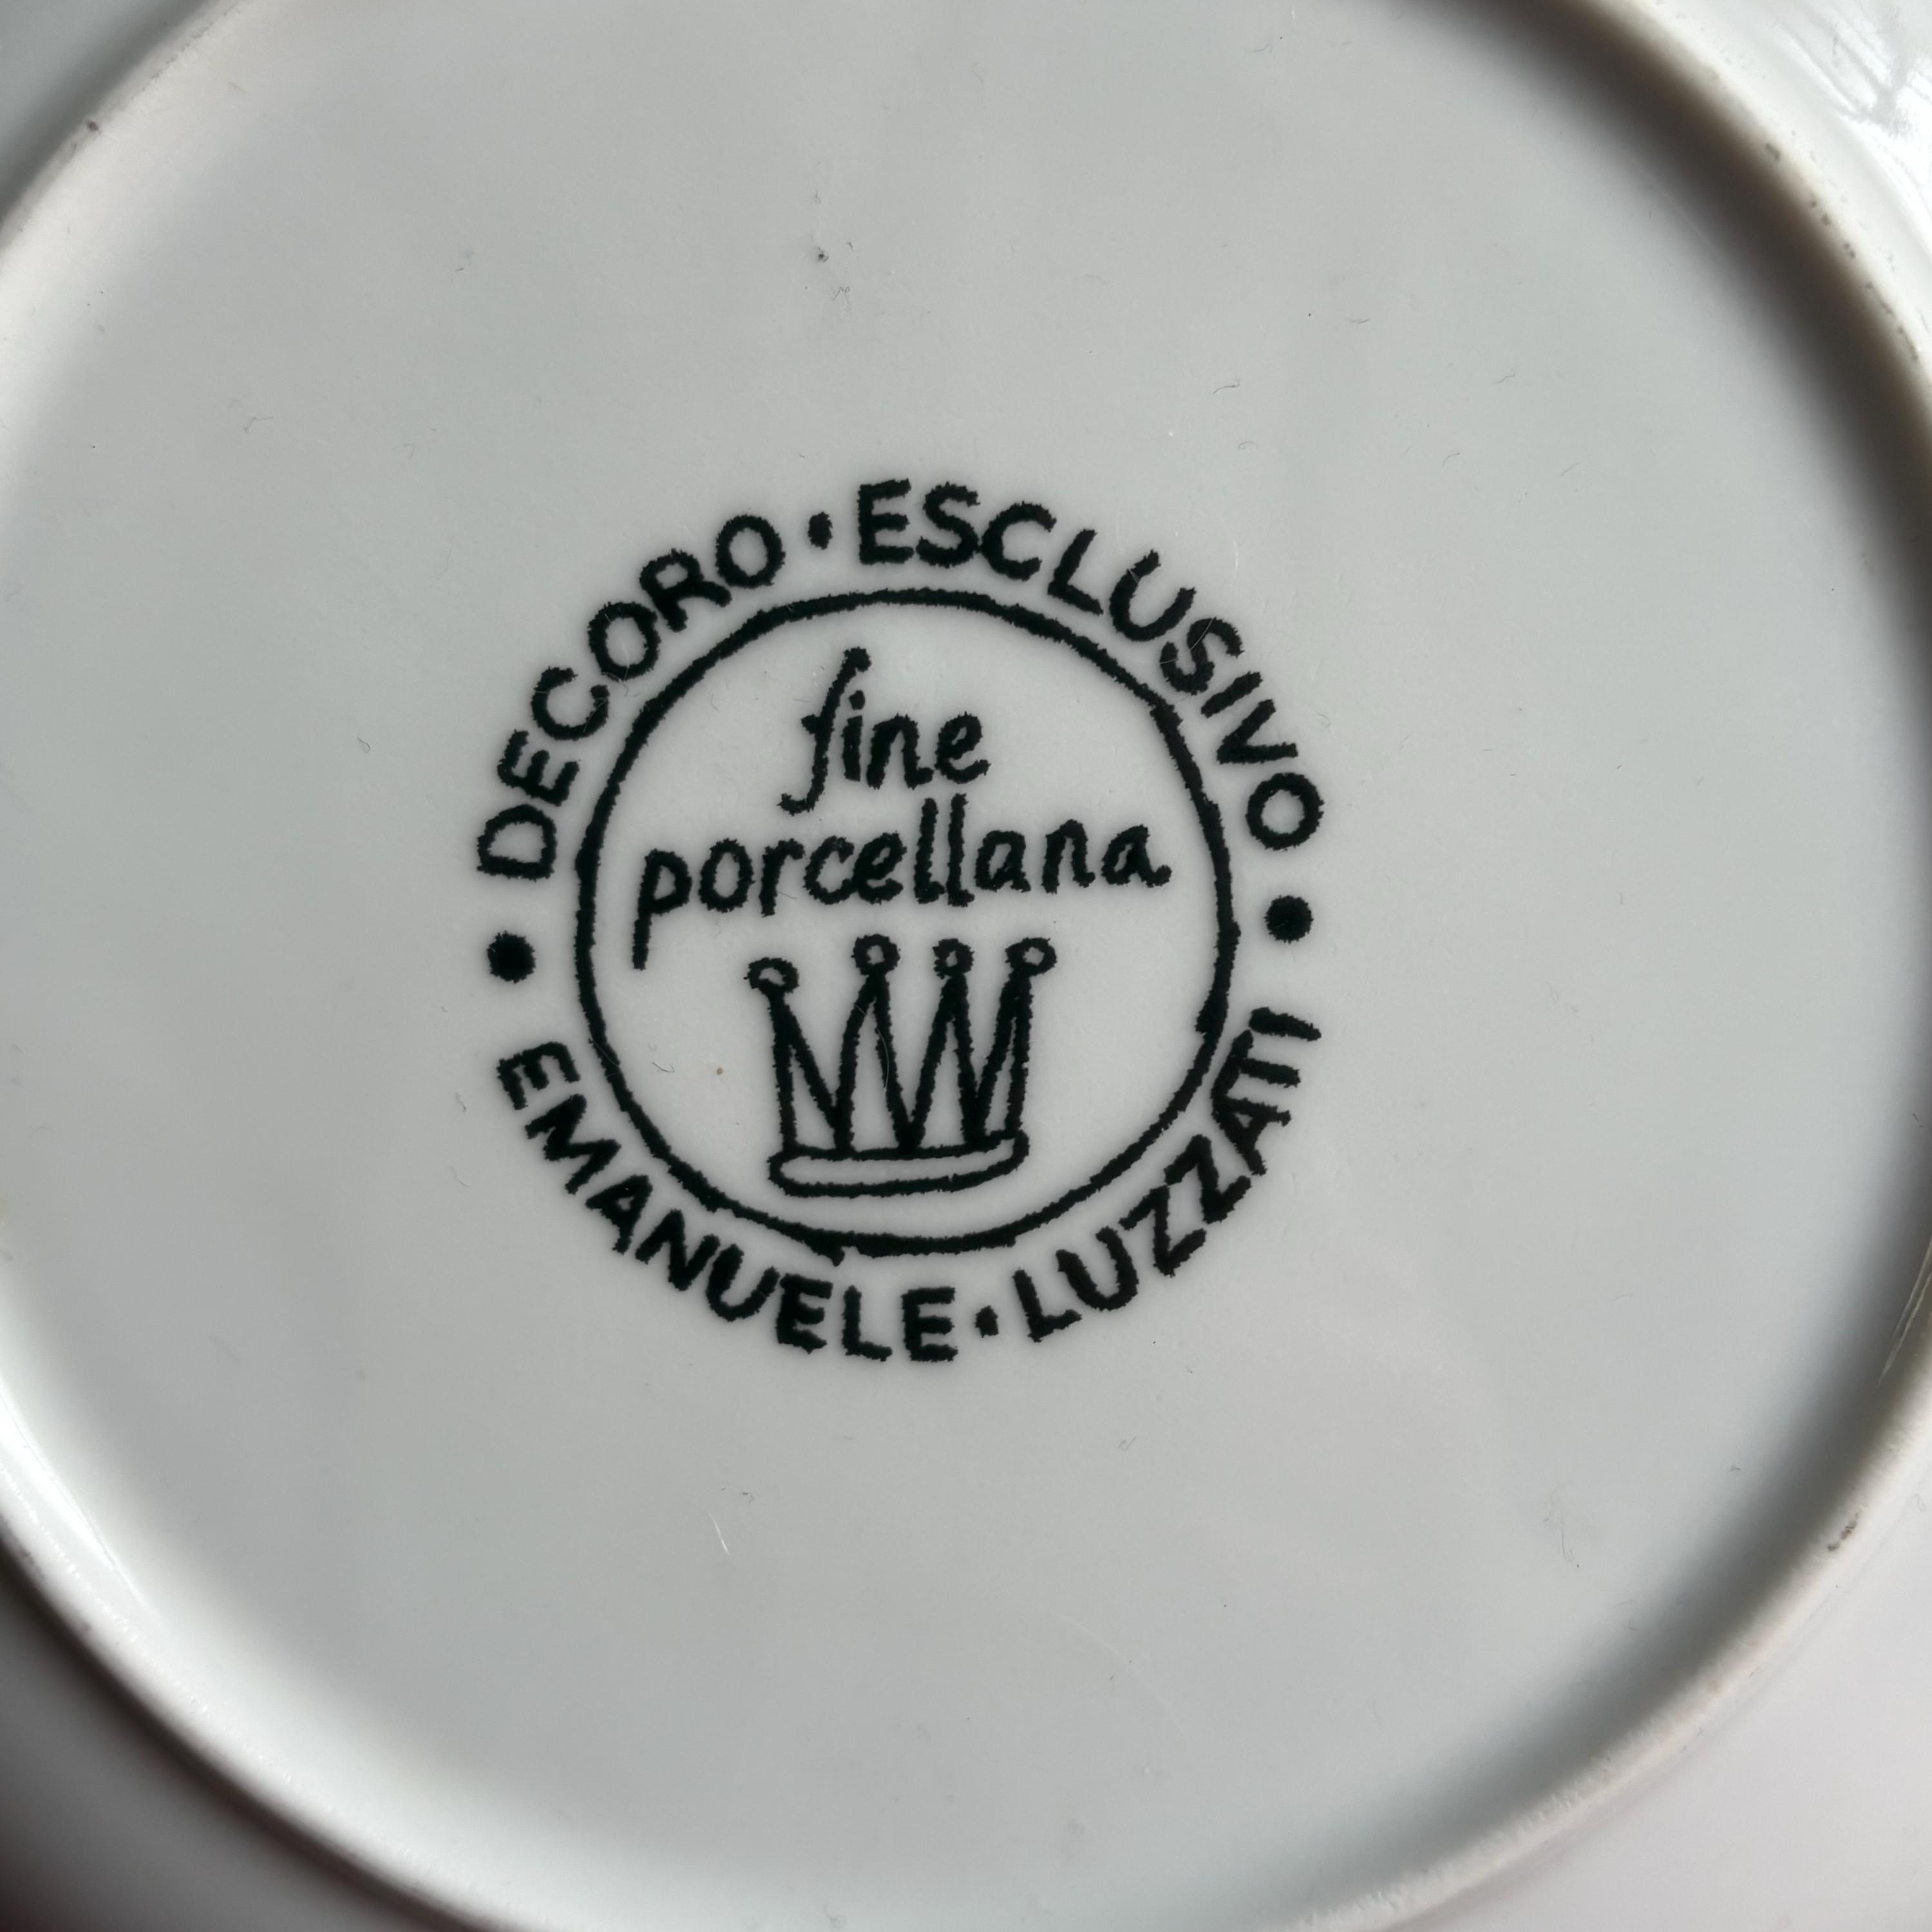 DECORO · ESCLUSIVO
fine
porcellana
EMANUELE · LUZZATI